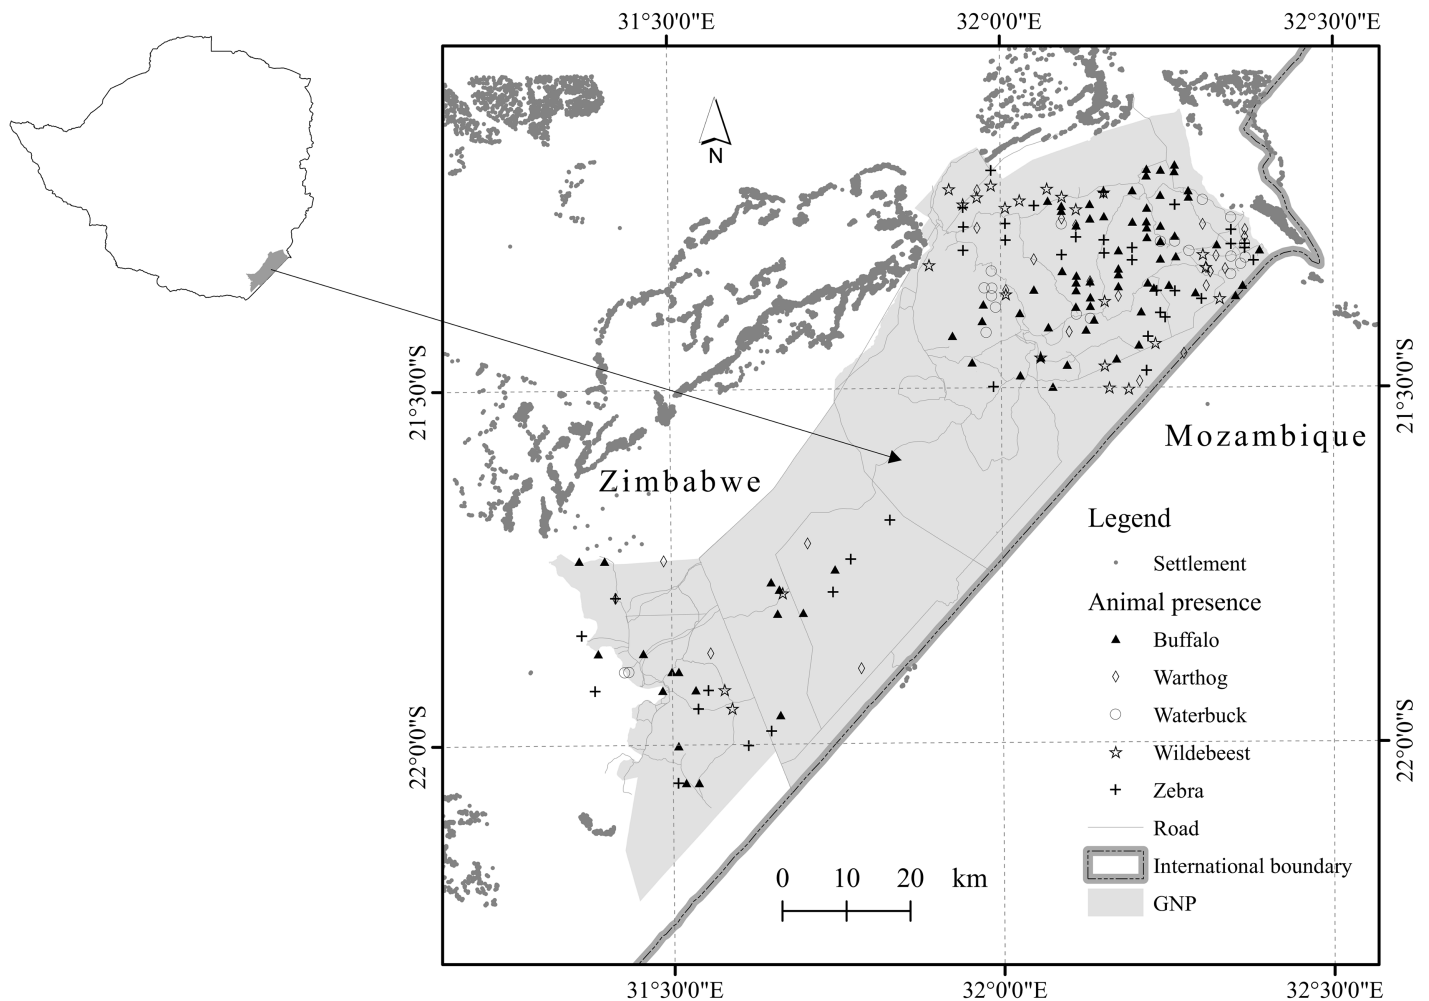 31°30'0"E
32°0'0"E
32°30'0"E
N
21°30'0"S
21°30'0"S
Mozambique
Zimbabwe
Legend
Settlement
Animal presence
Buffalo
Warthog
Waterbuck
Wildebeest
Zebra
Road
International boundary
GNP
22°0'0"S
22°0'0"S
0 10 20 km
31°30'0"E
32°0'0"E
32°30'0"E